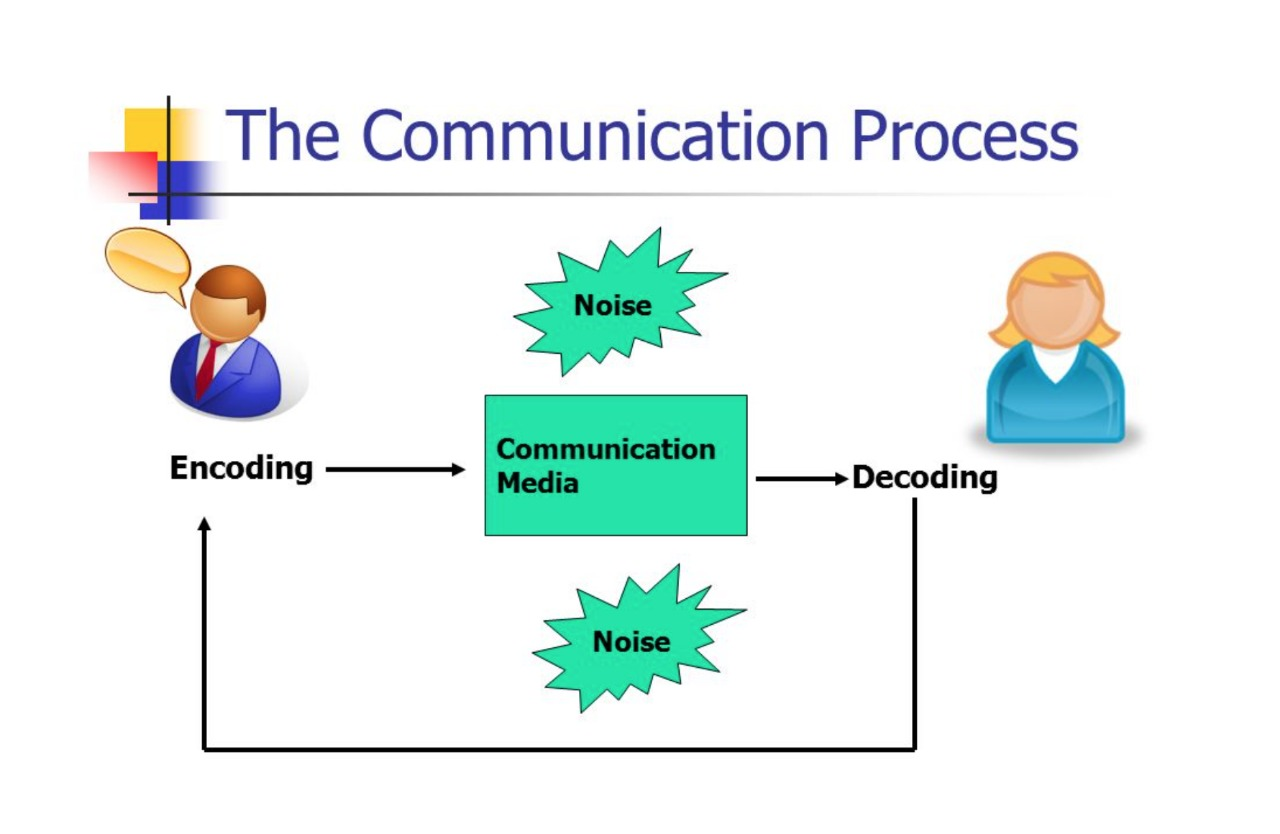 The Communication Process
Noise
Encoding
Communication
Media
Decoding
Noise